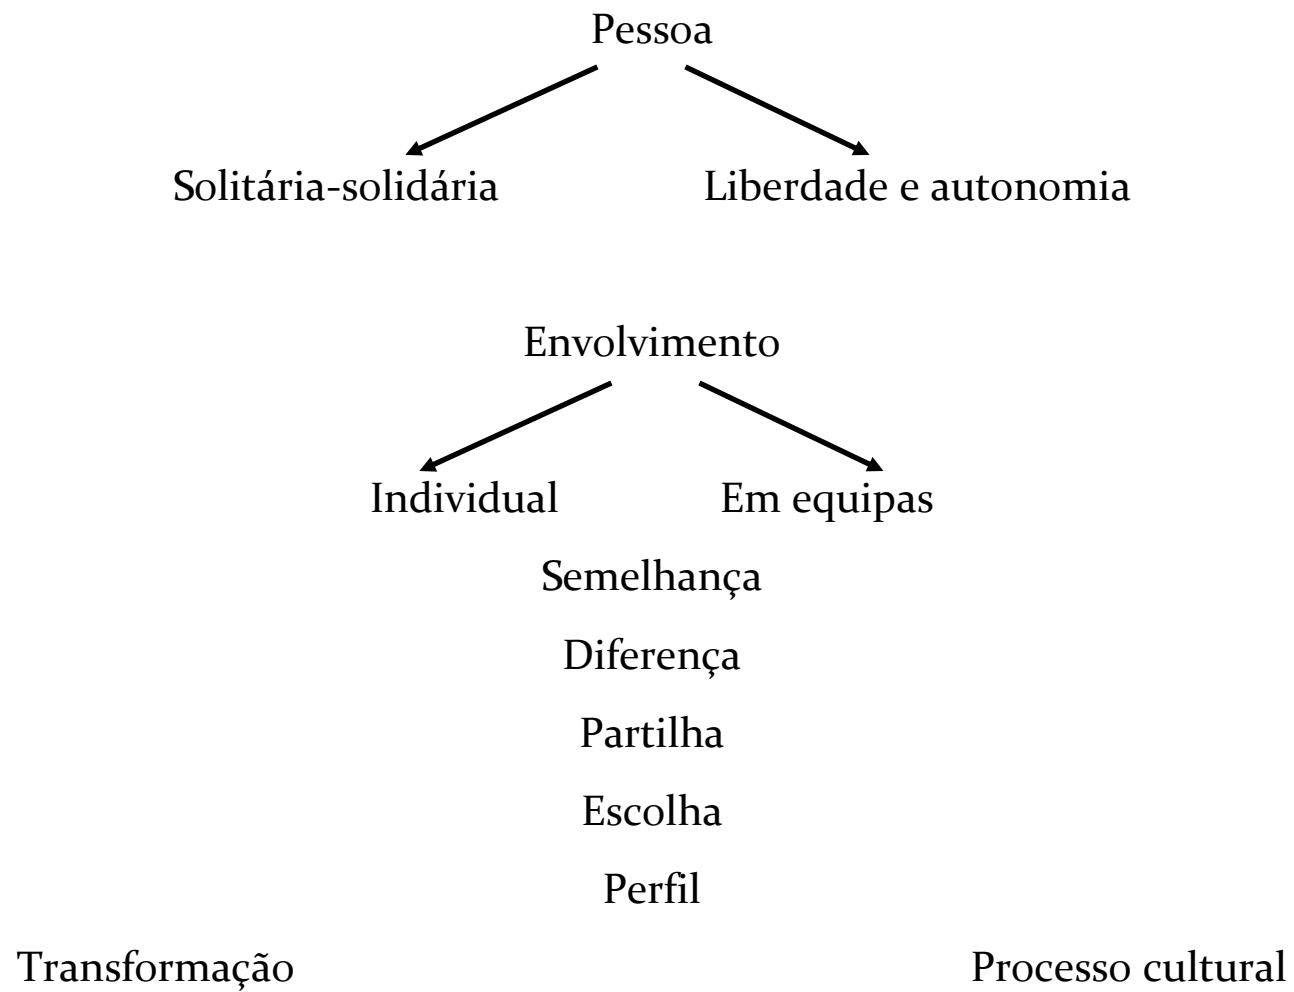 Pessoa
Solitária-solidária Liberdade e autonomia
Envolvimento
Individual Em equipas
Semelhança
Diferença
Partilha
Escolha
Perfil
Transformação Processo cultural